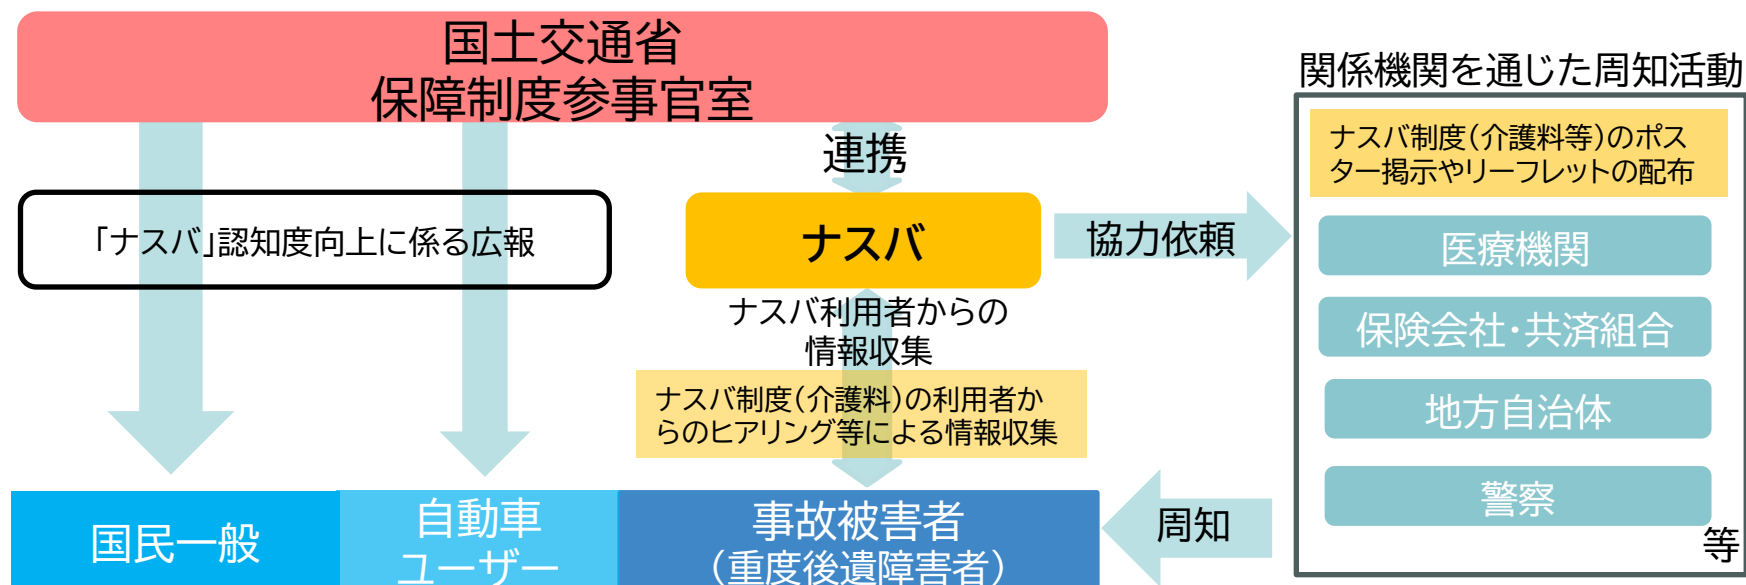 国土交通省
保障制度参事官室
連携
「ナスバ」認知度向上に係る広報
ナスバ
協力依頼
ナスバ利用者からの
情報収集
ナスバ制度(介護料)の利用者か
らのヒアリング等による情報収集
関係機関を通じた周知活動
ナスバ制度(介護料等)のポス
ター掲示やリーフレットの配布
医療機関
保険会社・共済組合
地方自治体
警察
等
国民一般
自動車
ユーザー
事故被害者
(重度後遺障害者)
周知